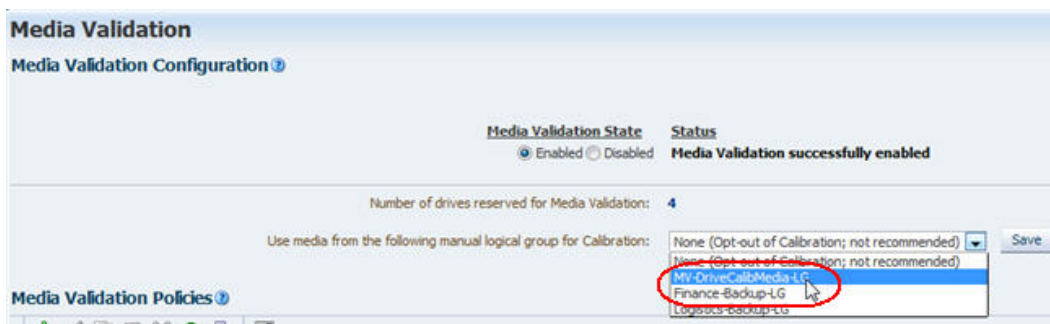 Media Validation
Media Validation Configuration
Media Validation State Status
Enabled Disabled Media Validation successfully enabled
Number of drives reserved for Media Validation: 4
Use media from the following manual logical group for Calibration: None (Opt-out of Calibration; not recommended) Save
None (Opt-out of Calibration; not recommended)
MV-DriveCalibMedia-LG
Finance-Backup-LG
Logistics-Backup-LG
Media Validation Policies